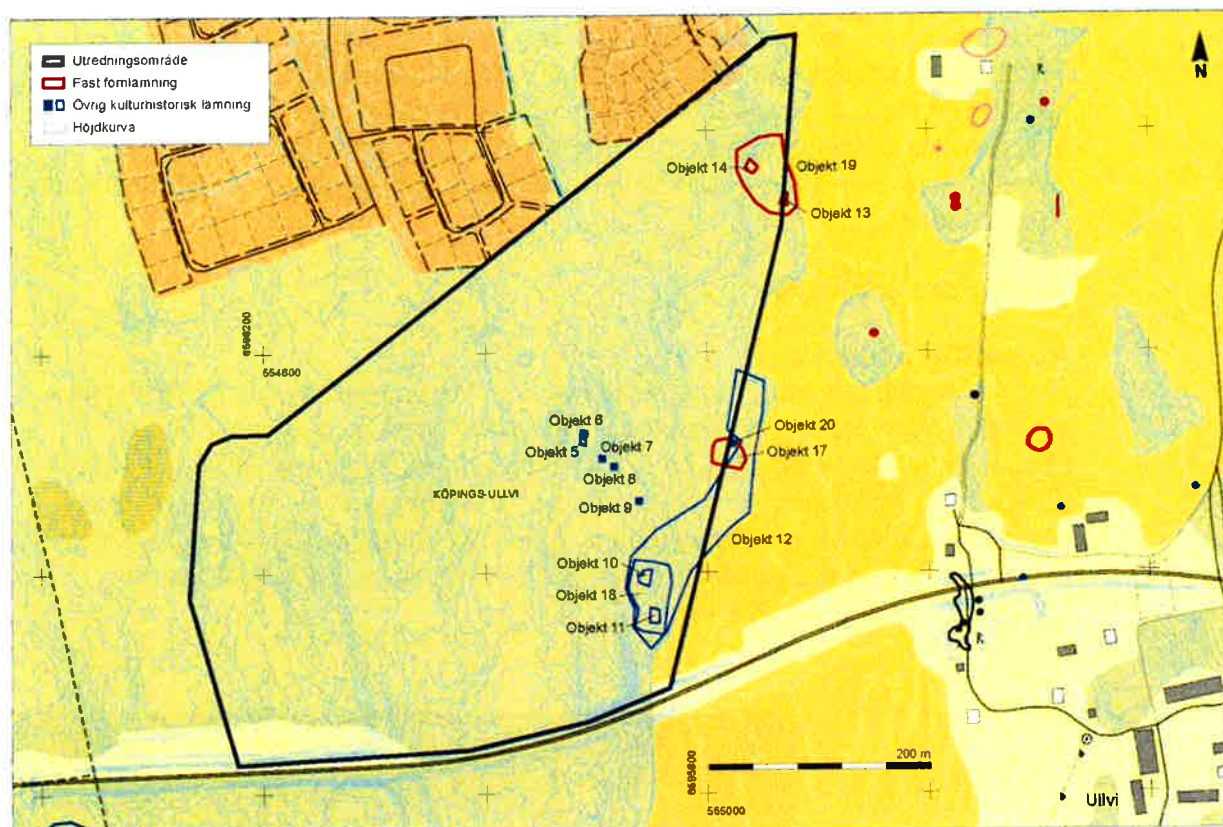 Utredningsområde
Fast fornlämning
Övrig kulturhistorisk lämning
Höjdkurva
N
R
Objekt 14
Objekt 19
Objekt 13
6596200
564600
Objekt 6
Objekt 5
Objekt 7
Objekt 8
Objekt 9
Objekt 20
Objekt 17
KÖPINGS-ULLVI
Objekt 12
Objekt 10
Objekt 18
Objekt 11
R
200 m
6595800
565000
Ullvi